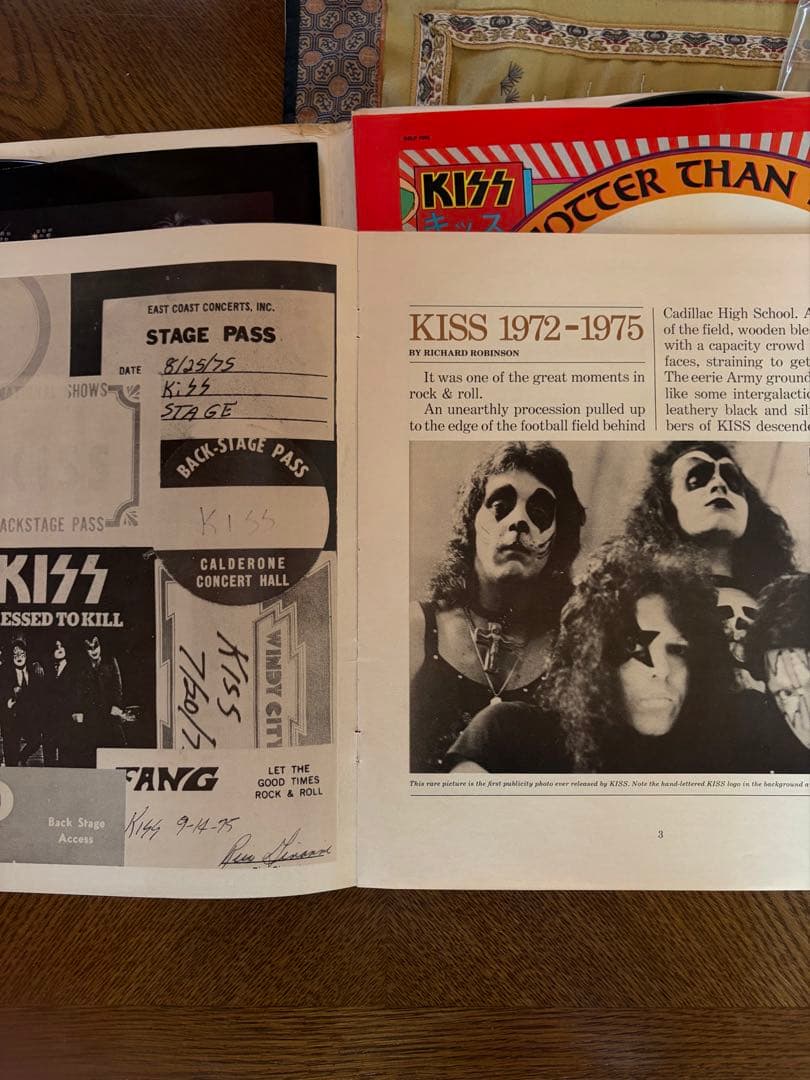 KISS
キッス
HOTTER THAN
EAST COAST CONCERTS, INC.
STAGE PASS
DATE 8/25/75
KiSS
STAGE
SHOWS
BACK-STAGE PASS
KISS
CALDERONE
CONCERT HALL
ACKSTAGE PASS
KISS
ESSED TO KILL
KISS
WINDY CITY
FANG
LET THE
GOOD TIMES
ROCK & ROLL
Kiss 9-14-75
Back Stage
Access
KISS 1972-1975
BY RICHARD ROBINSON
It was one of the great moments in
rock & roll.
An unearthly procession pulled up
to the edge of the football field behind
Cadillac High School. A
of the field, wooden ble
with a capacity crowd
faces, straining to get
The eerie Army ground
like some intergalactic
leathery black and sil
bers of KISS descende
This rare picture is the first publicity photo ever released by KISS. Note the hand-lettered KISS logo in the background a
3